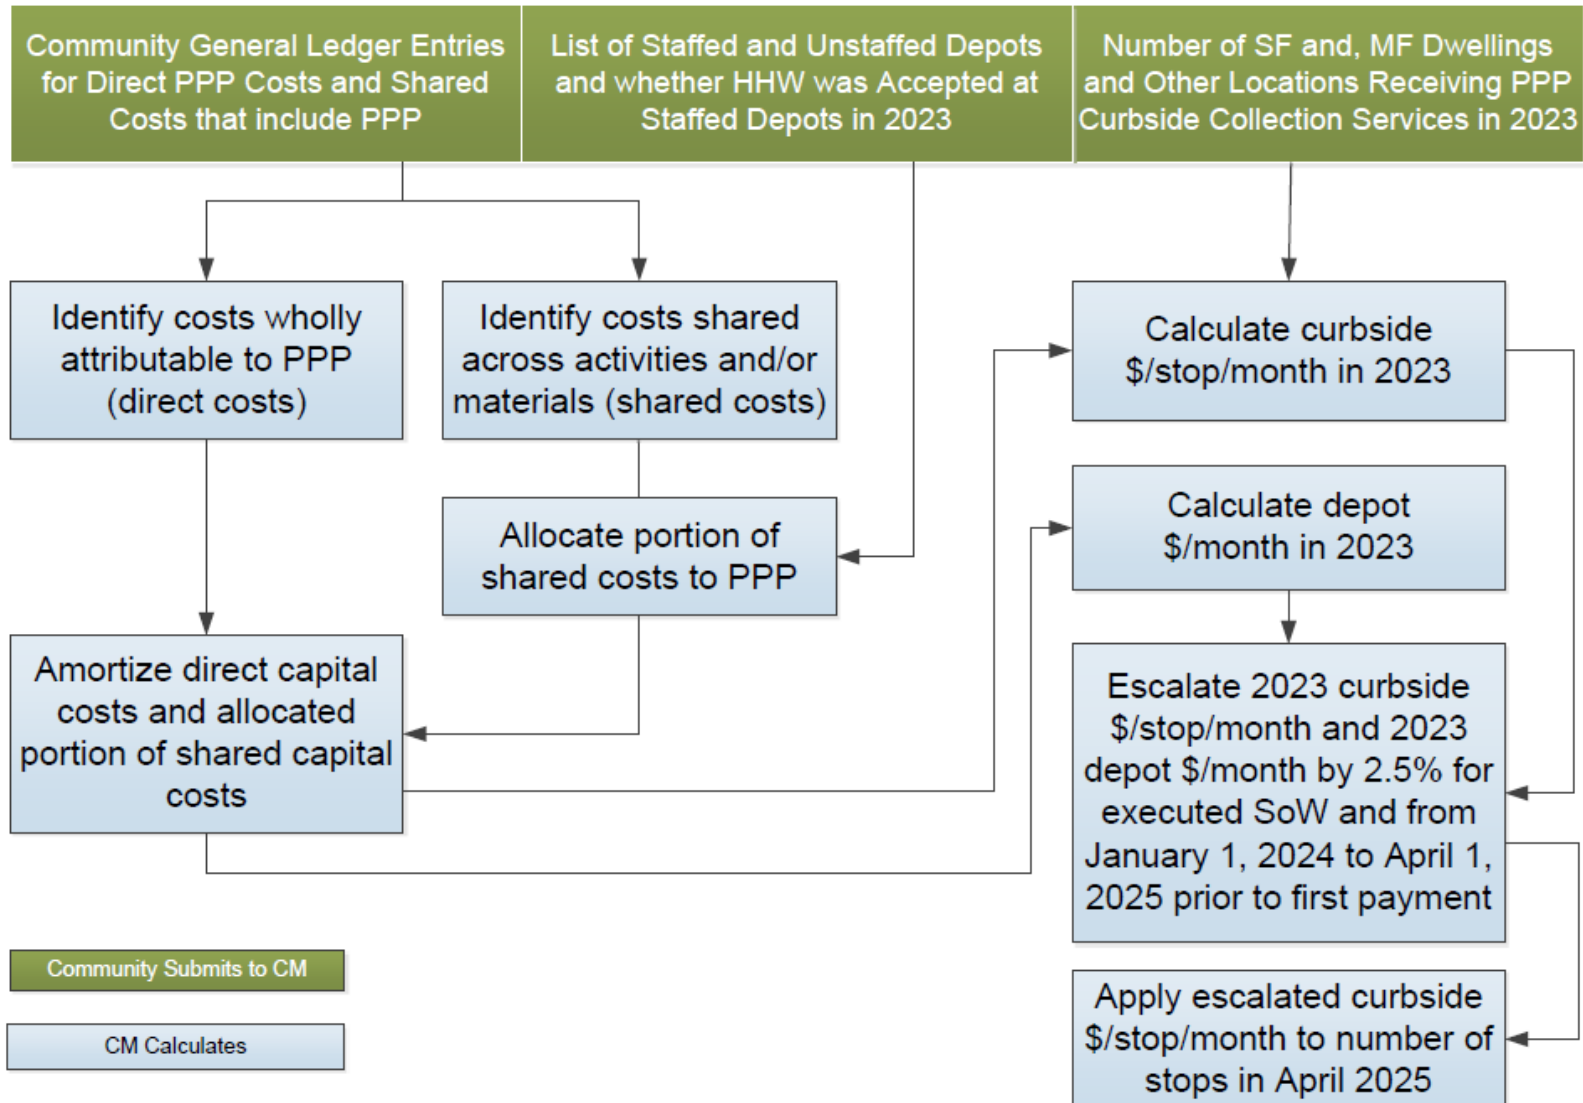 Community General Ledger Entries
for Direct PPP Costs and Shared
Costs that include PPP
List of Staffed and Unstaffed Depots
and whether HHW was Accepted at
Staffed Depots in 2023
Number of SF and, MF Dwellings
and Other Locations Receiving PPP
Curbside Collection Services in 2023
Identify costs wholly
attributable to PPP
(direct costs)
Identify costs shared
across activities and/or
materials (shared costs)
Calculate curbside
$/stop/month in 2023
Allocate portion of
shared costs to PPP
Calculate depot
$/month in 2023
Amortize direct capital
costs and allocated
portion of shared capital
costs
Escalate 2023 curbside
$/stop/month and 2023
depot $/month by 2.5% for
executed SoW and from
January 1, 2024 to April 1,
2025 prior to first payment
Apply escalated curbside
$/stop/month to number of
stops in April 2025
Community Submits to CM
CM Calculates